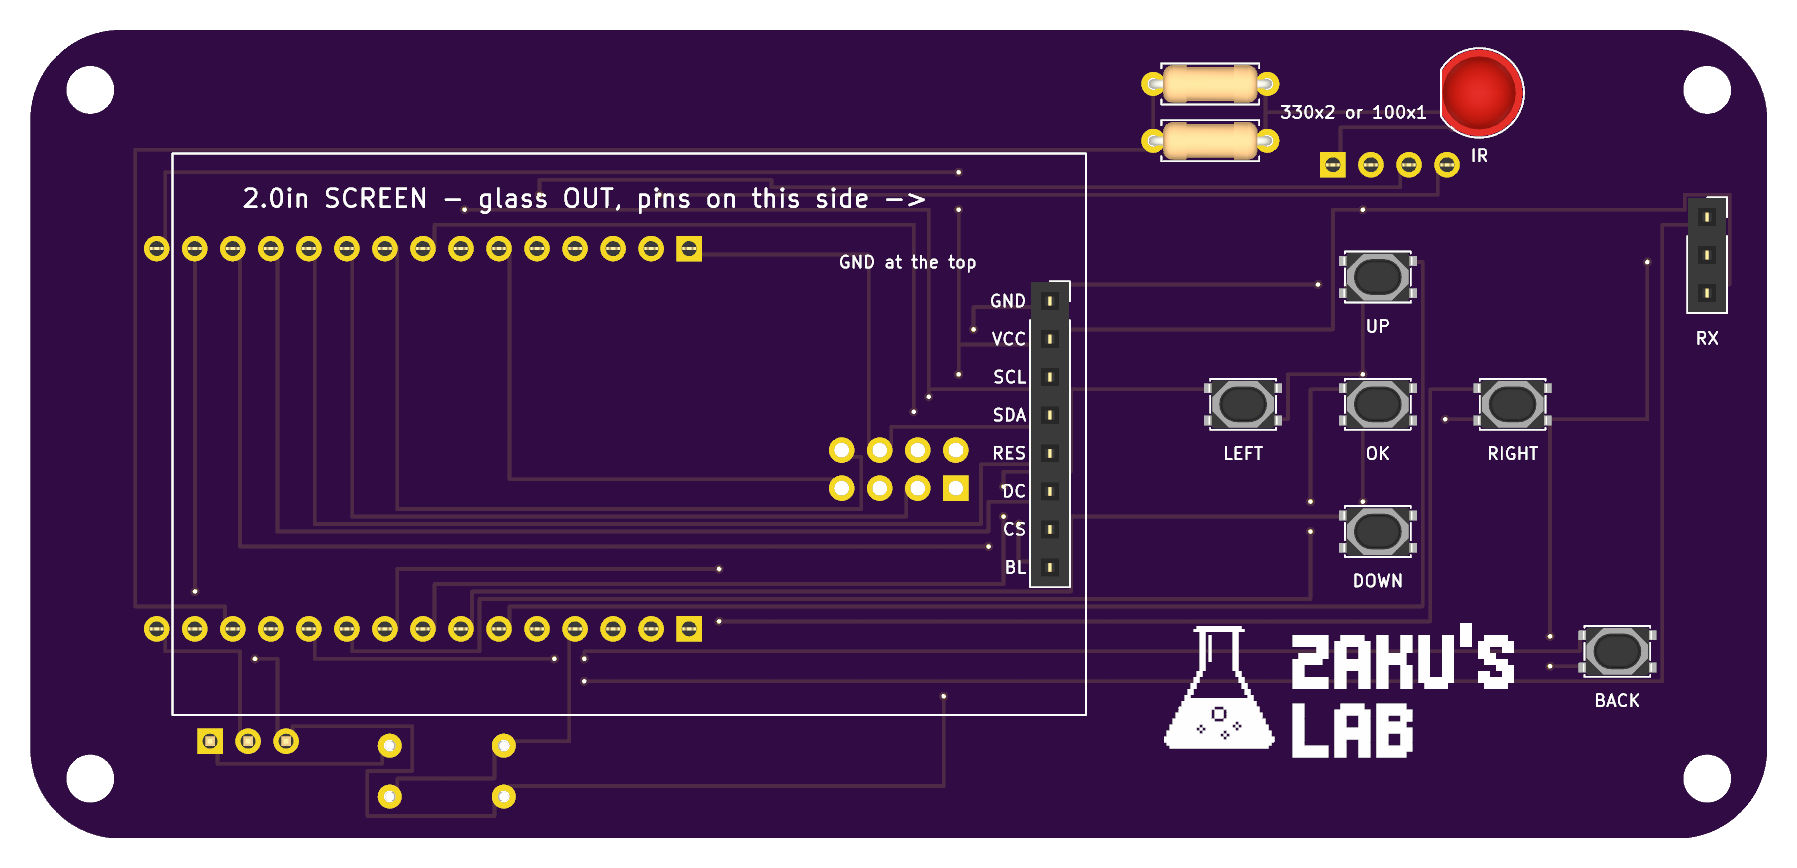 330x2 or 100x1
IR
2.0in SCREEN - glass OUT, pins on this side ->
GND at the top
GND
VCC
SCL
SDA
RES
DC
CS
BL
UP
RX
LEFT
OK
RIGHT
DOWN
BACK
ZAKU'S
LAB